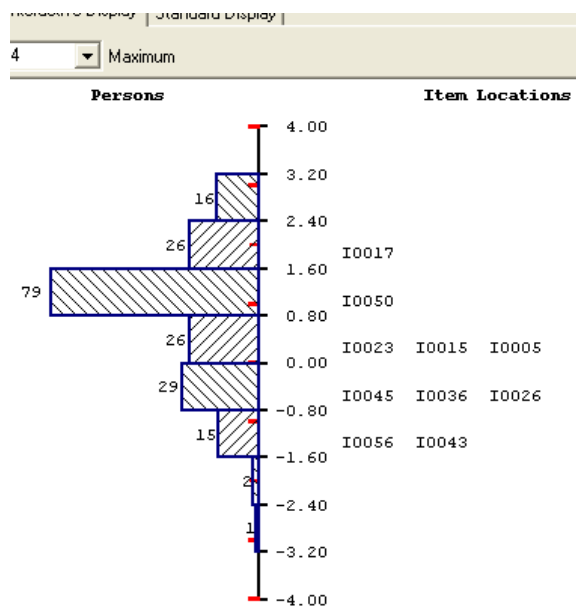 Display Standard Display
4 Maximum
Persons Item Locations
4.00
3.20
16
2.40
26 I0017
1.60
79 I0050
0.80
26 I0023 I0015 I0005
0.00
29 I0045 I0036 I0026
-0.80
15 I0056 I0043
-1.60
2
-2.40
1
-3.20
-4.00